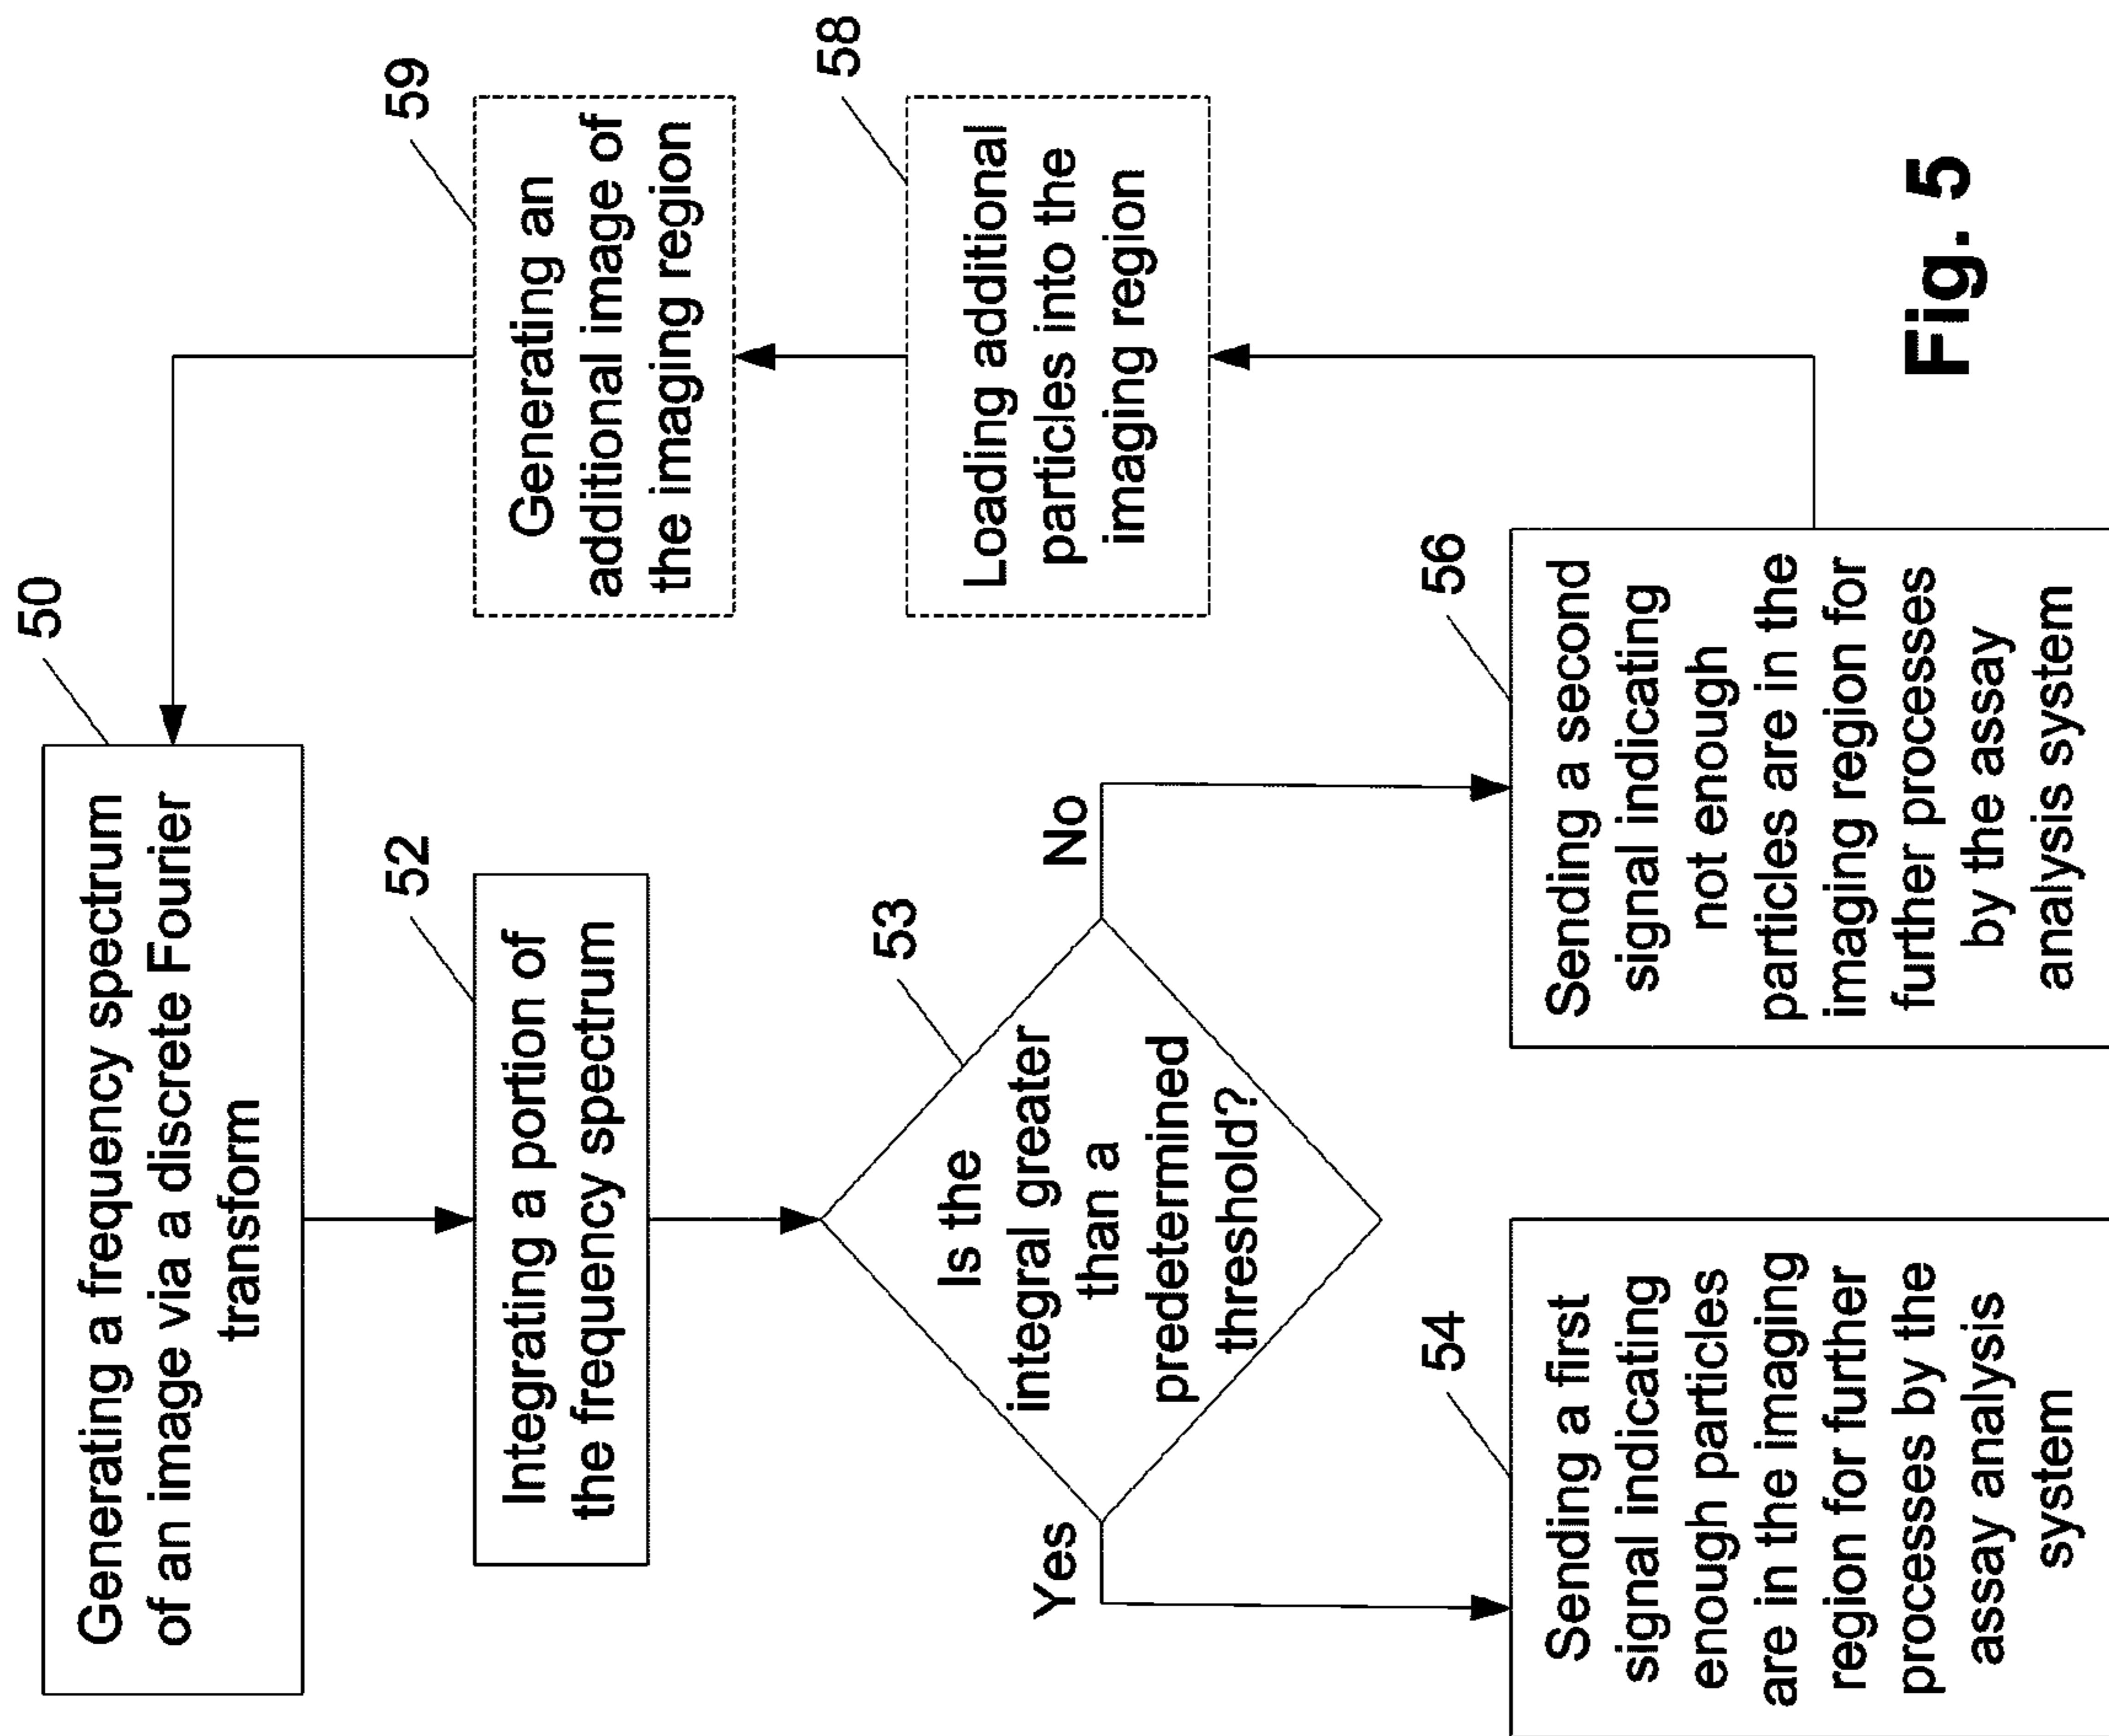 50
Generating a frequency spectrum
of an image via a discrete Fourier
transform
52
Integrating a portion of
the frequency spectrum
53
Is the
integral greater
than a
predetermined
threshold?
Yes
No
54
Sending a first
signal indicating
enough particles
are in the imaging
region for further
processes by the
assay analysis
system
56
Sending a second
signal indicating
not enough
particles are in the
imaging region for
further processes
by the assay
analysis system
58
Loading additional
particles into the
imaging region
59
Generating an
additional image of
the imaging region
Fig. 5